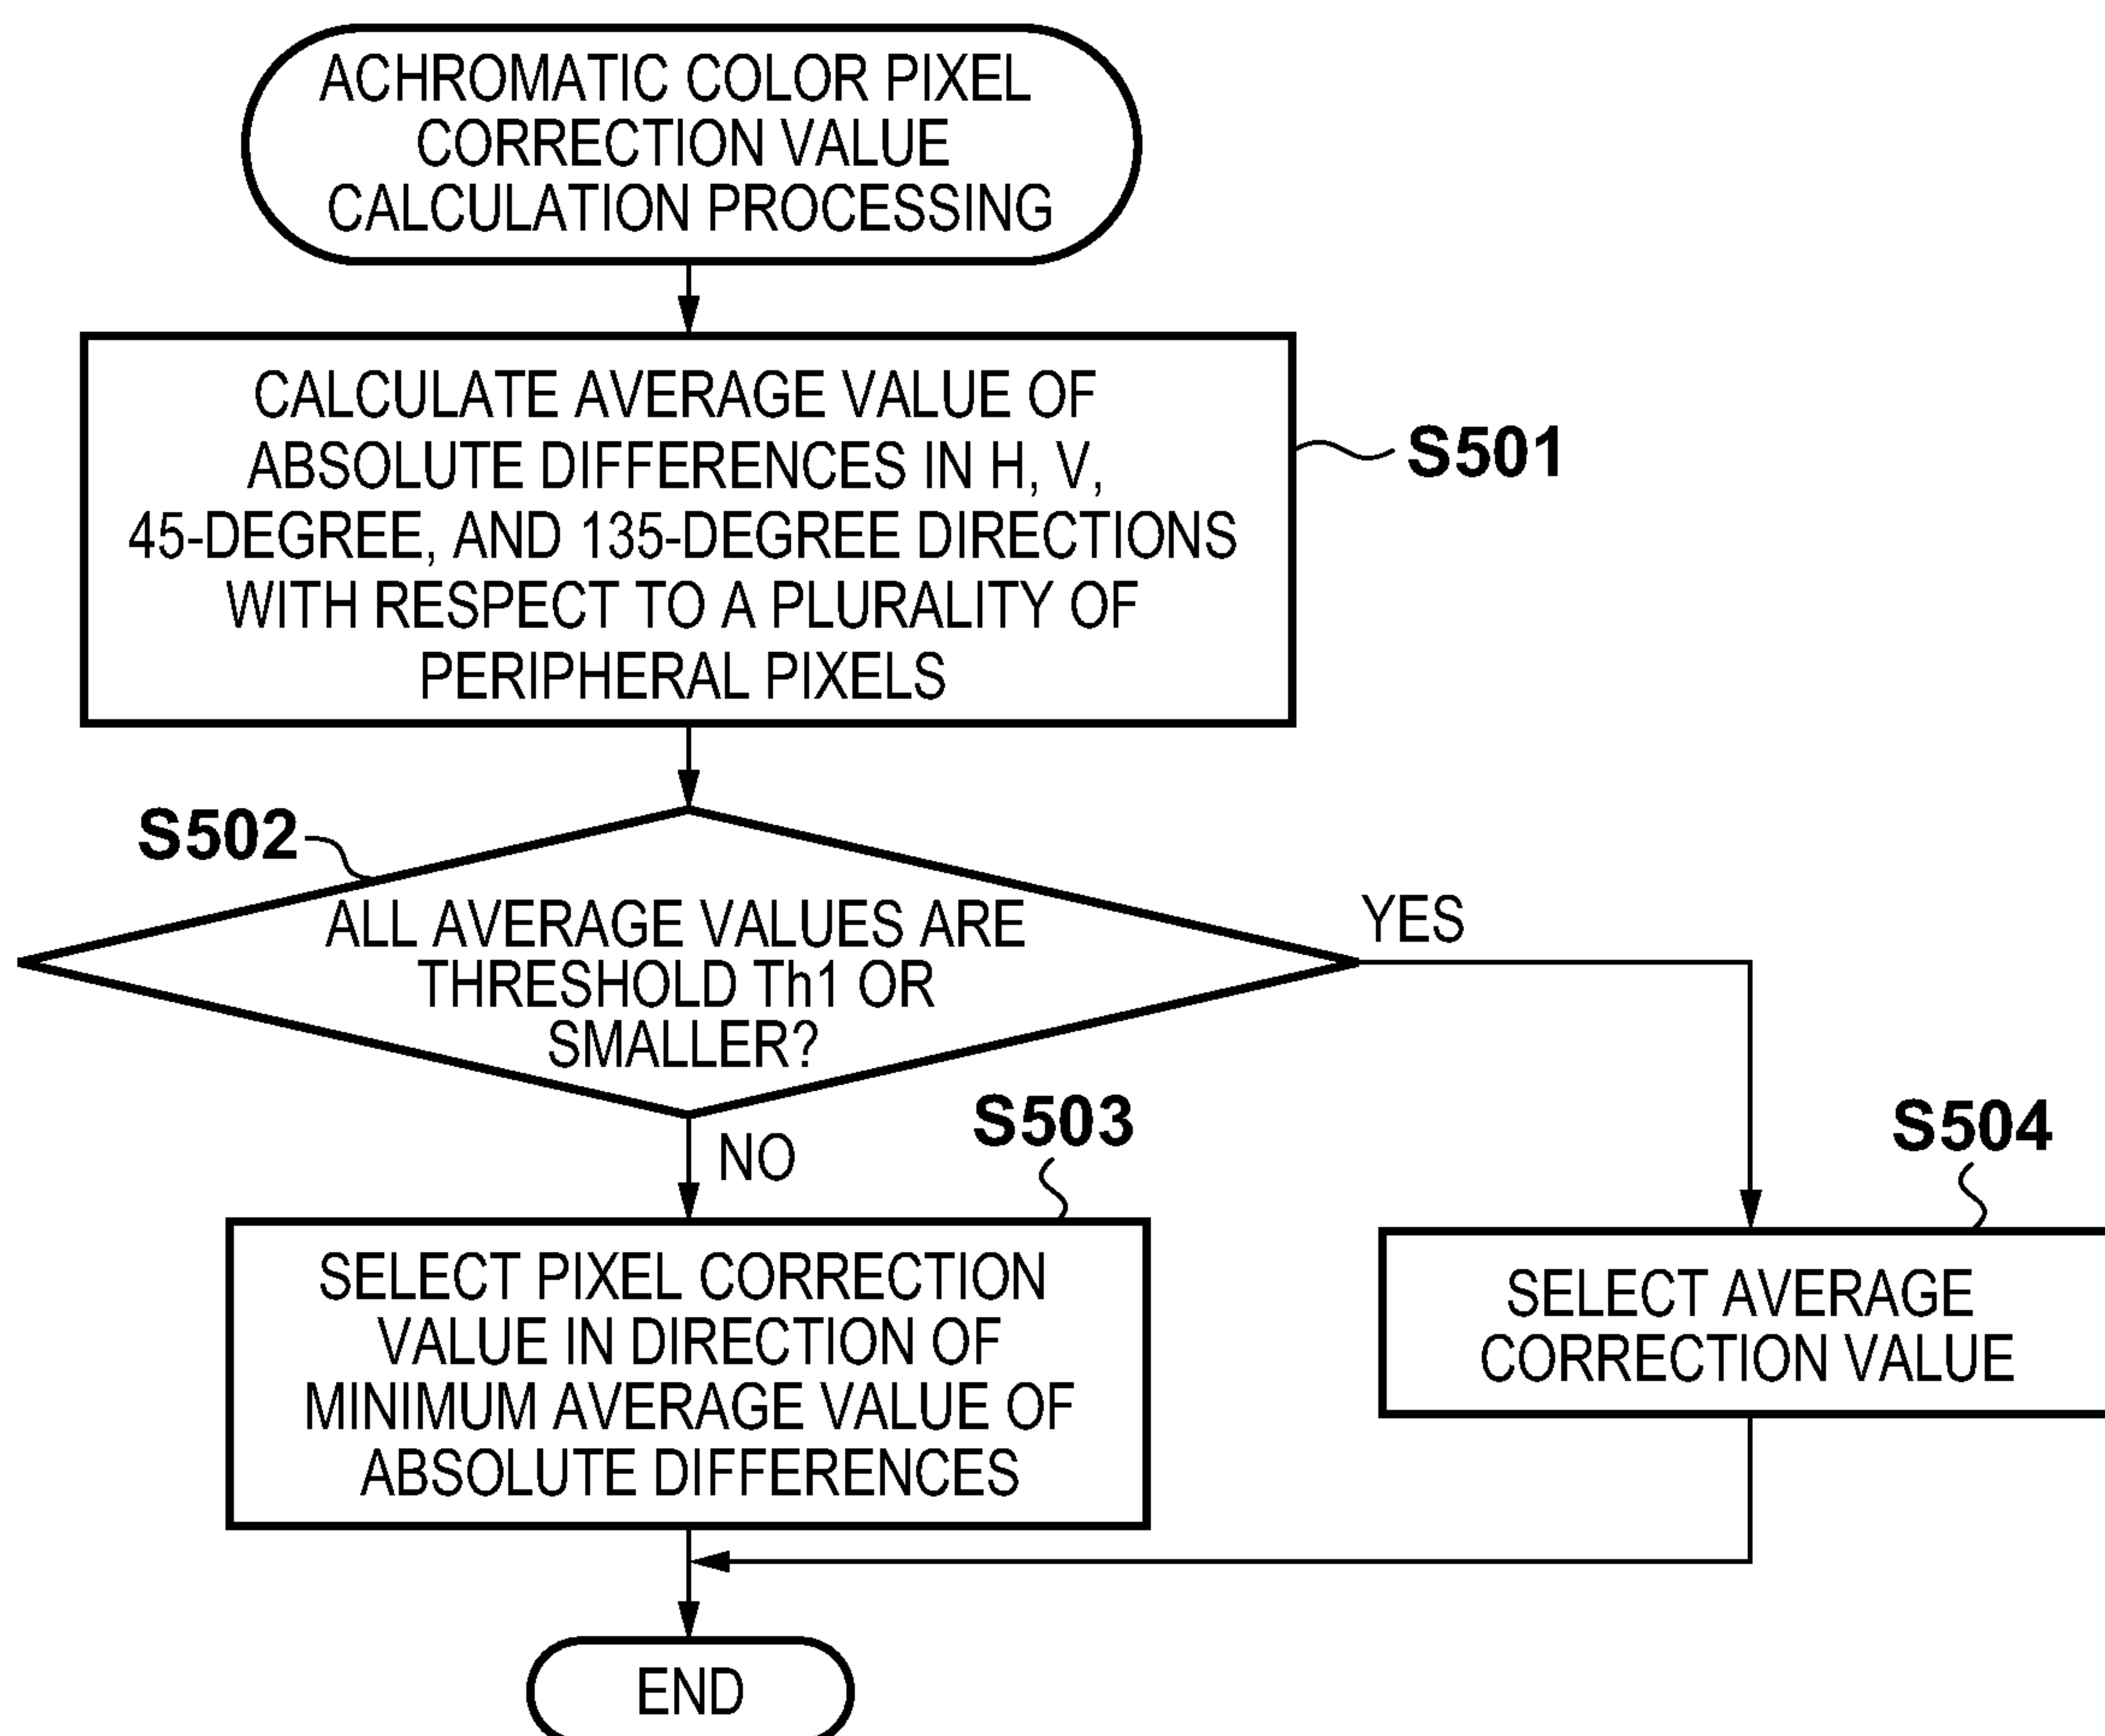 ACHROMATIC COLOR PIXEL
CORRECTION VALUE
CALCULATION PROCESSING
CALCULATE AVERAGE VALUE OF
ABSOLUTE DIFFERENCES IN H, V,
45-DEGREE, AND 135-DEGREE DIRECTIONS
WITH RESPECT TO A PLURALITY OF
PERIPHERAL PIXELS
S501
S502
ALL AVERAGE VALUES ARE
THRESHOLD Th1 OR
SMALLER?
YES
NO
S503
SELECT PIXEL CORRECTION
VALUE IN DIRECTION OF
MINIMUM AVERAGE VALUE OF
ABSOLUTE DIFFERENCES
S504
SELECT AVERAGE
CORRECTION VALUE
END